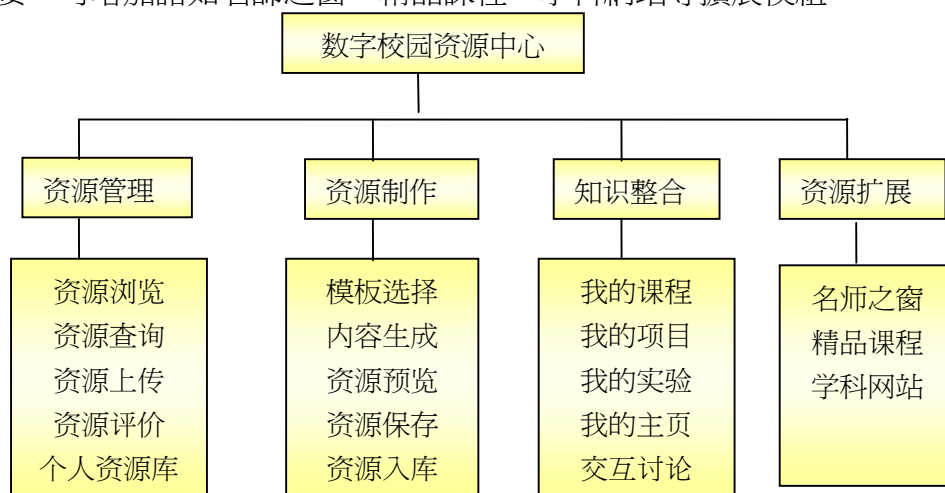 数字校园资源中心
资源管理
资源制作
知识整合
资源扩展
资源浏览
资源查询
资源上传
资源评价
个人资源库
模板选择
内容生成
资源预览
资源保存
资源入库
我的课程
我的项目
我的实验
我的主页
交互讨论
名师之窗
精品课程
学科网站